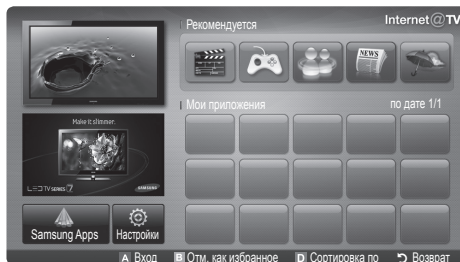 Internet@TV
Рекомендуется
NEWS
Мои приложения по дате 1/1
Make it slimmer.
LED TV SERIES 7 SAMSUNG
Samsung Apps Настройки
A Вход B Отм. как избранное D Сортировка по Возврат